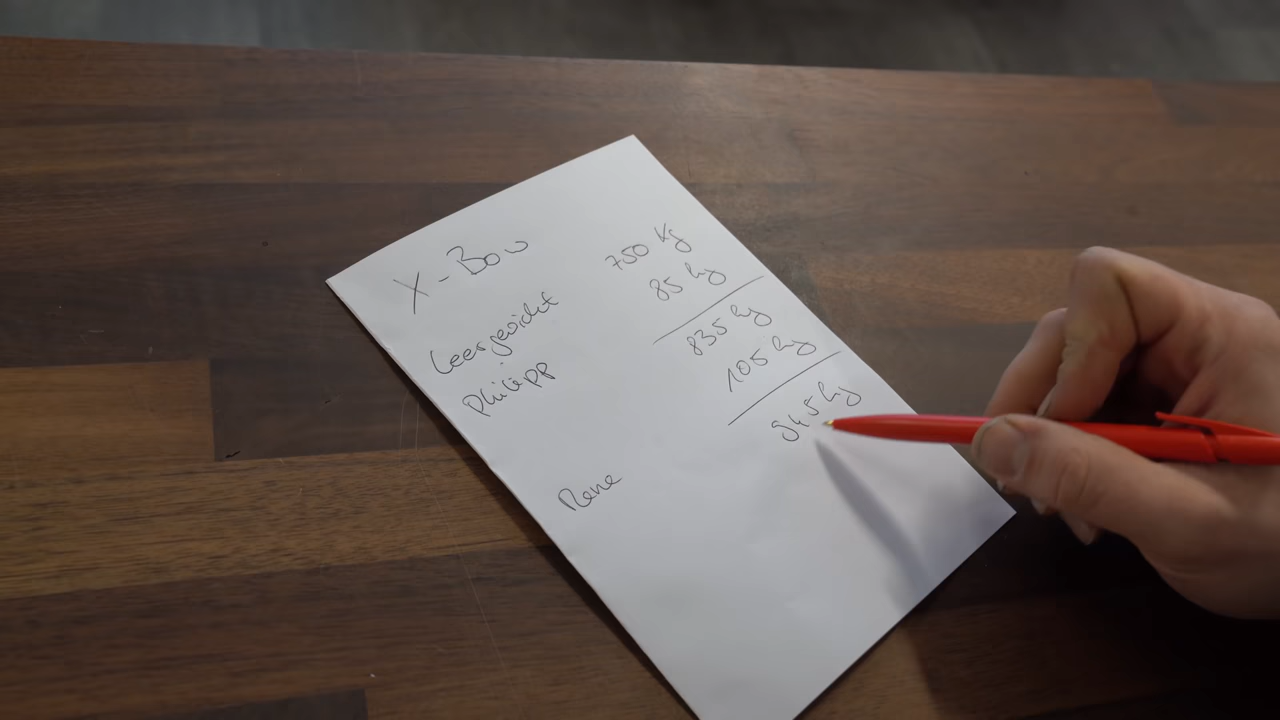 X-Bow
Leergewicht 750 kg
Philipp 85 kg
835 kg
Rene 105 kg
945 kg